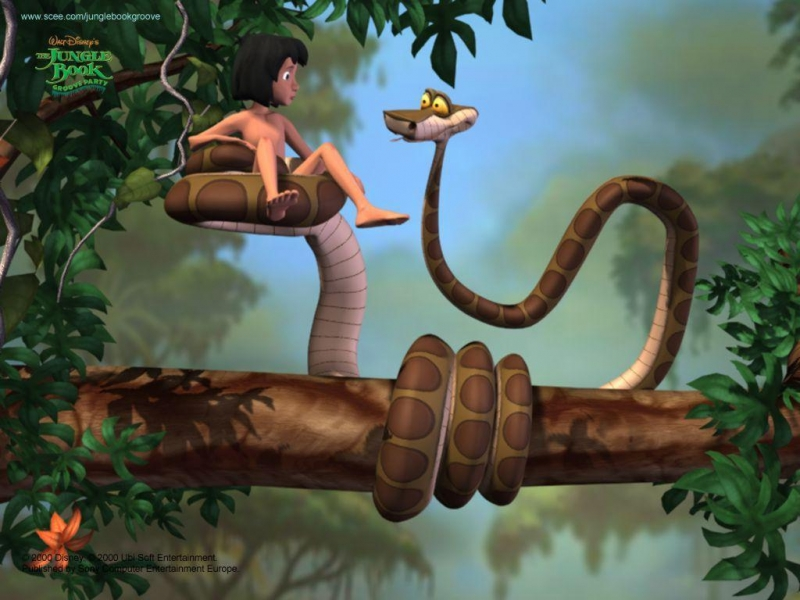 www.scee.com/junglebookgroove
Walt Disney's
THE JUNGLE
BOOK
GROOVE PARTY
© 2000 Disney. © 2000 Ubi Soft Entertainment.
Published by Sony Computer Entertainment Europe.